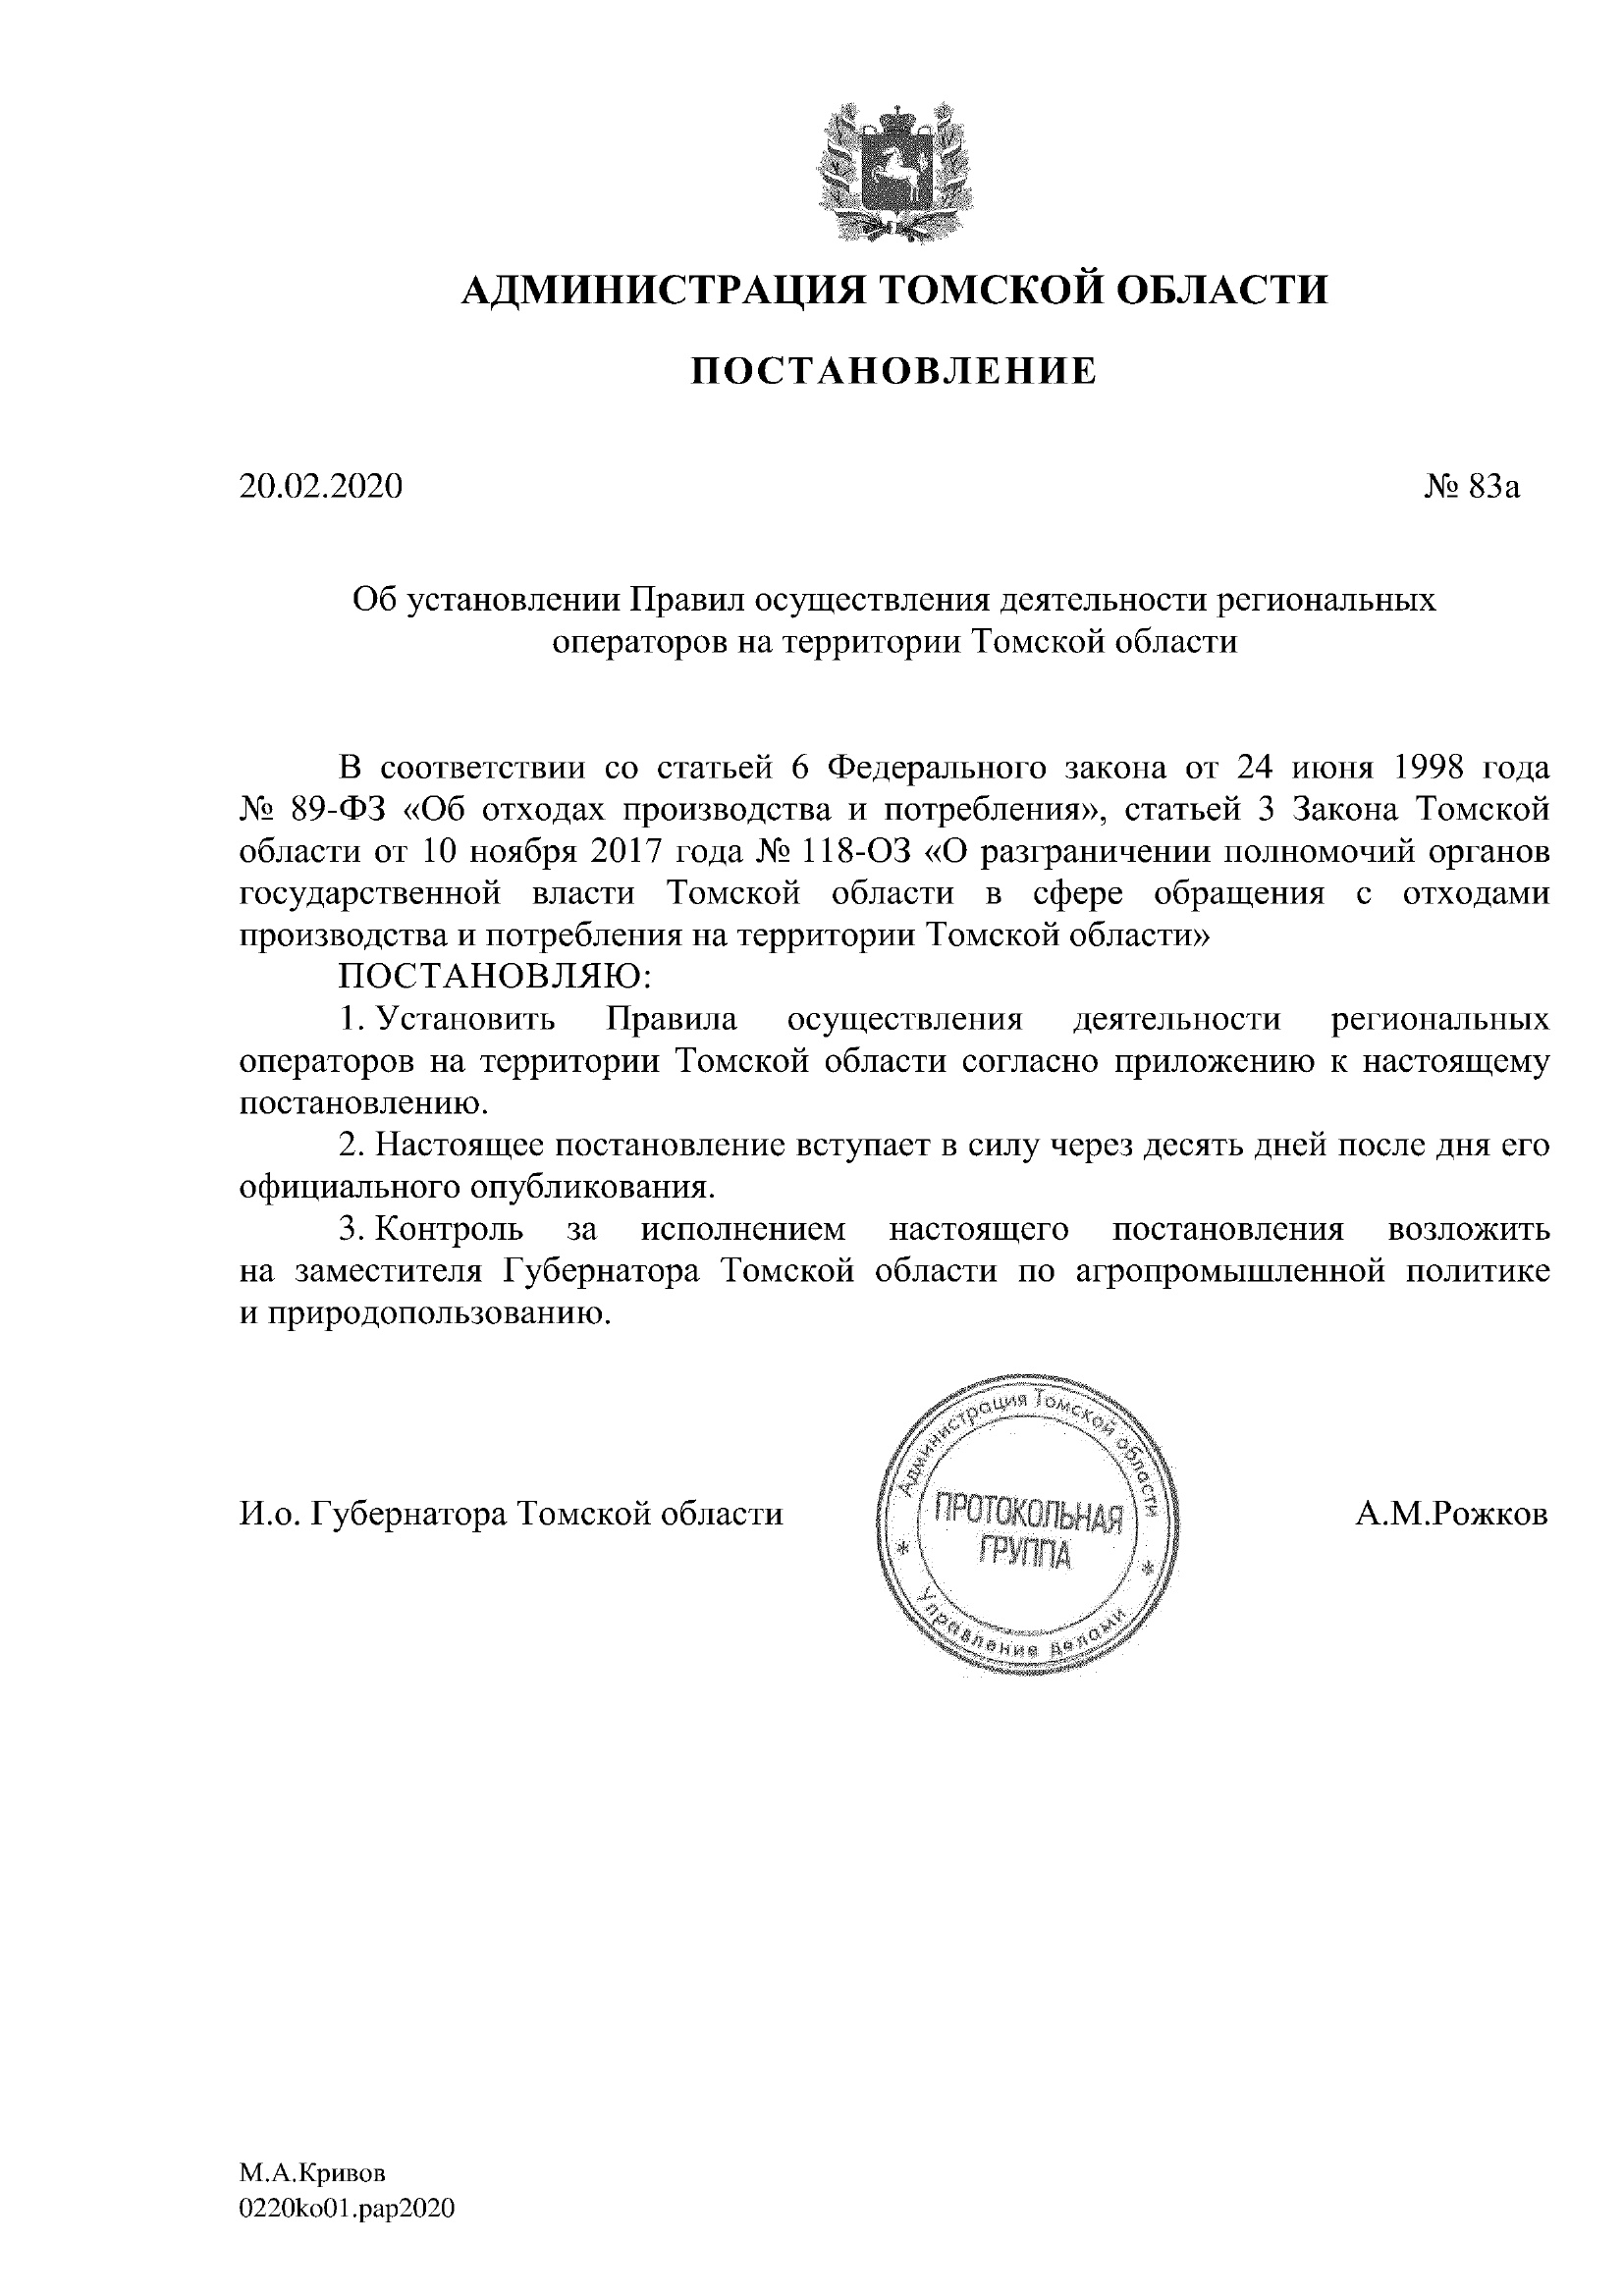 АДМИНИСТРАЦИЯ ТОМСКОЙ ОБЛАСТИ
ПОСТАНОВЛЕНИЕ
20.02.2020 № 83а
Об установлении Правил осуществления деятельности региональных
операторов на территории Томской области
В соответствии со статьей 6 Федерального закона от 24 июня 1998 года
№ 89-ФЗ «Об отходах производства и потребления», статьей 3 Закона Томской
области от 10 ноября 2017 года № 118-ОЗ «О разграничении полномочий органов
государственной власти Томской области в сфере обращения с отходами
производства и потребления на территории Томской области»
ПОСТАНОВЛЯЮ:
1. Установить Правила осуществления деятельности региональных
операторов на территории Томской области согласно приложению к настоящему
постановлению.
2. Настоящее постановление вступает в силу через десять дней после дня его
официального опубликования.
3. Контроль за исполнением настоящего постановления возложить
на заместителя Губернатора Томской области по агропромышленной политике
и природопользованию.
И.о. Губернатора Томской области А.М.Рожков
Администрация Томской области
ПРОТОКОЛЬНАЯ
ГРУППА
* Управление делами *
М.А.Кривов
0220ko01.pap2020